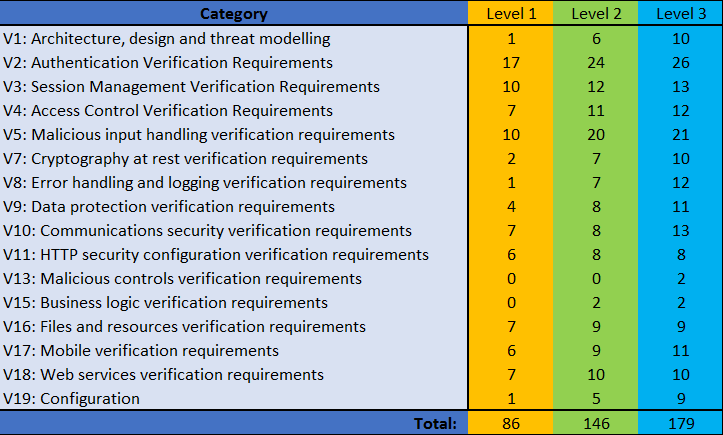 Category Level 1 Level 2 Level 3
V1: Architecture, design and threat modelling 1 6 10
V2: Authentication Verification Requirements 17 24 26
V3: Session Management Verification Requirements 10 12 13
V4: Access Control Verification Requirements 7 11 12
V5: Malicious input handling verification requirements 10 20 21
V7: Cryptography at rest verification requirements 2 7 10
V8: Error handling and logging verification requirements 1 7 12
V9: Data protection verification requirements 4 8 11
V10: Communications security verification requirements 7 8 13
V11: HTTP security configuration verification requirements 6 8 8
V13: Malicious controls verification requirements 0 0 2
V15: Business logic verification requirements 0 2 2
V16: Files and resources verification requirements 7 9 9
V17: Mobile verification requirements 6 9 11
V18: Web services verification requirements 7 10 10
V19: Configuration 1 5 9
Total: 86 146 179